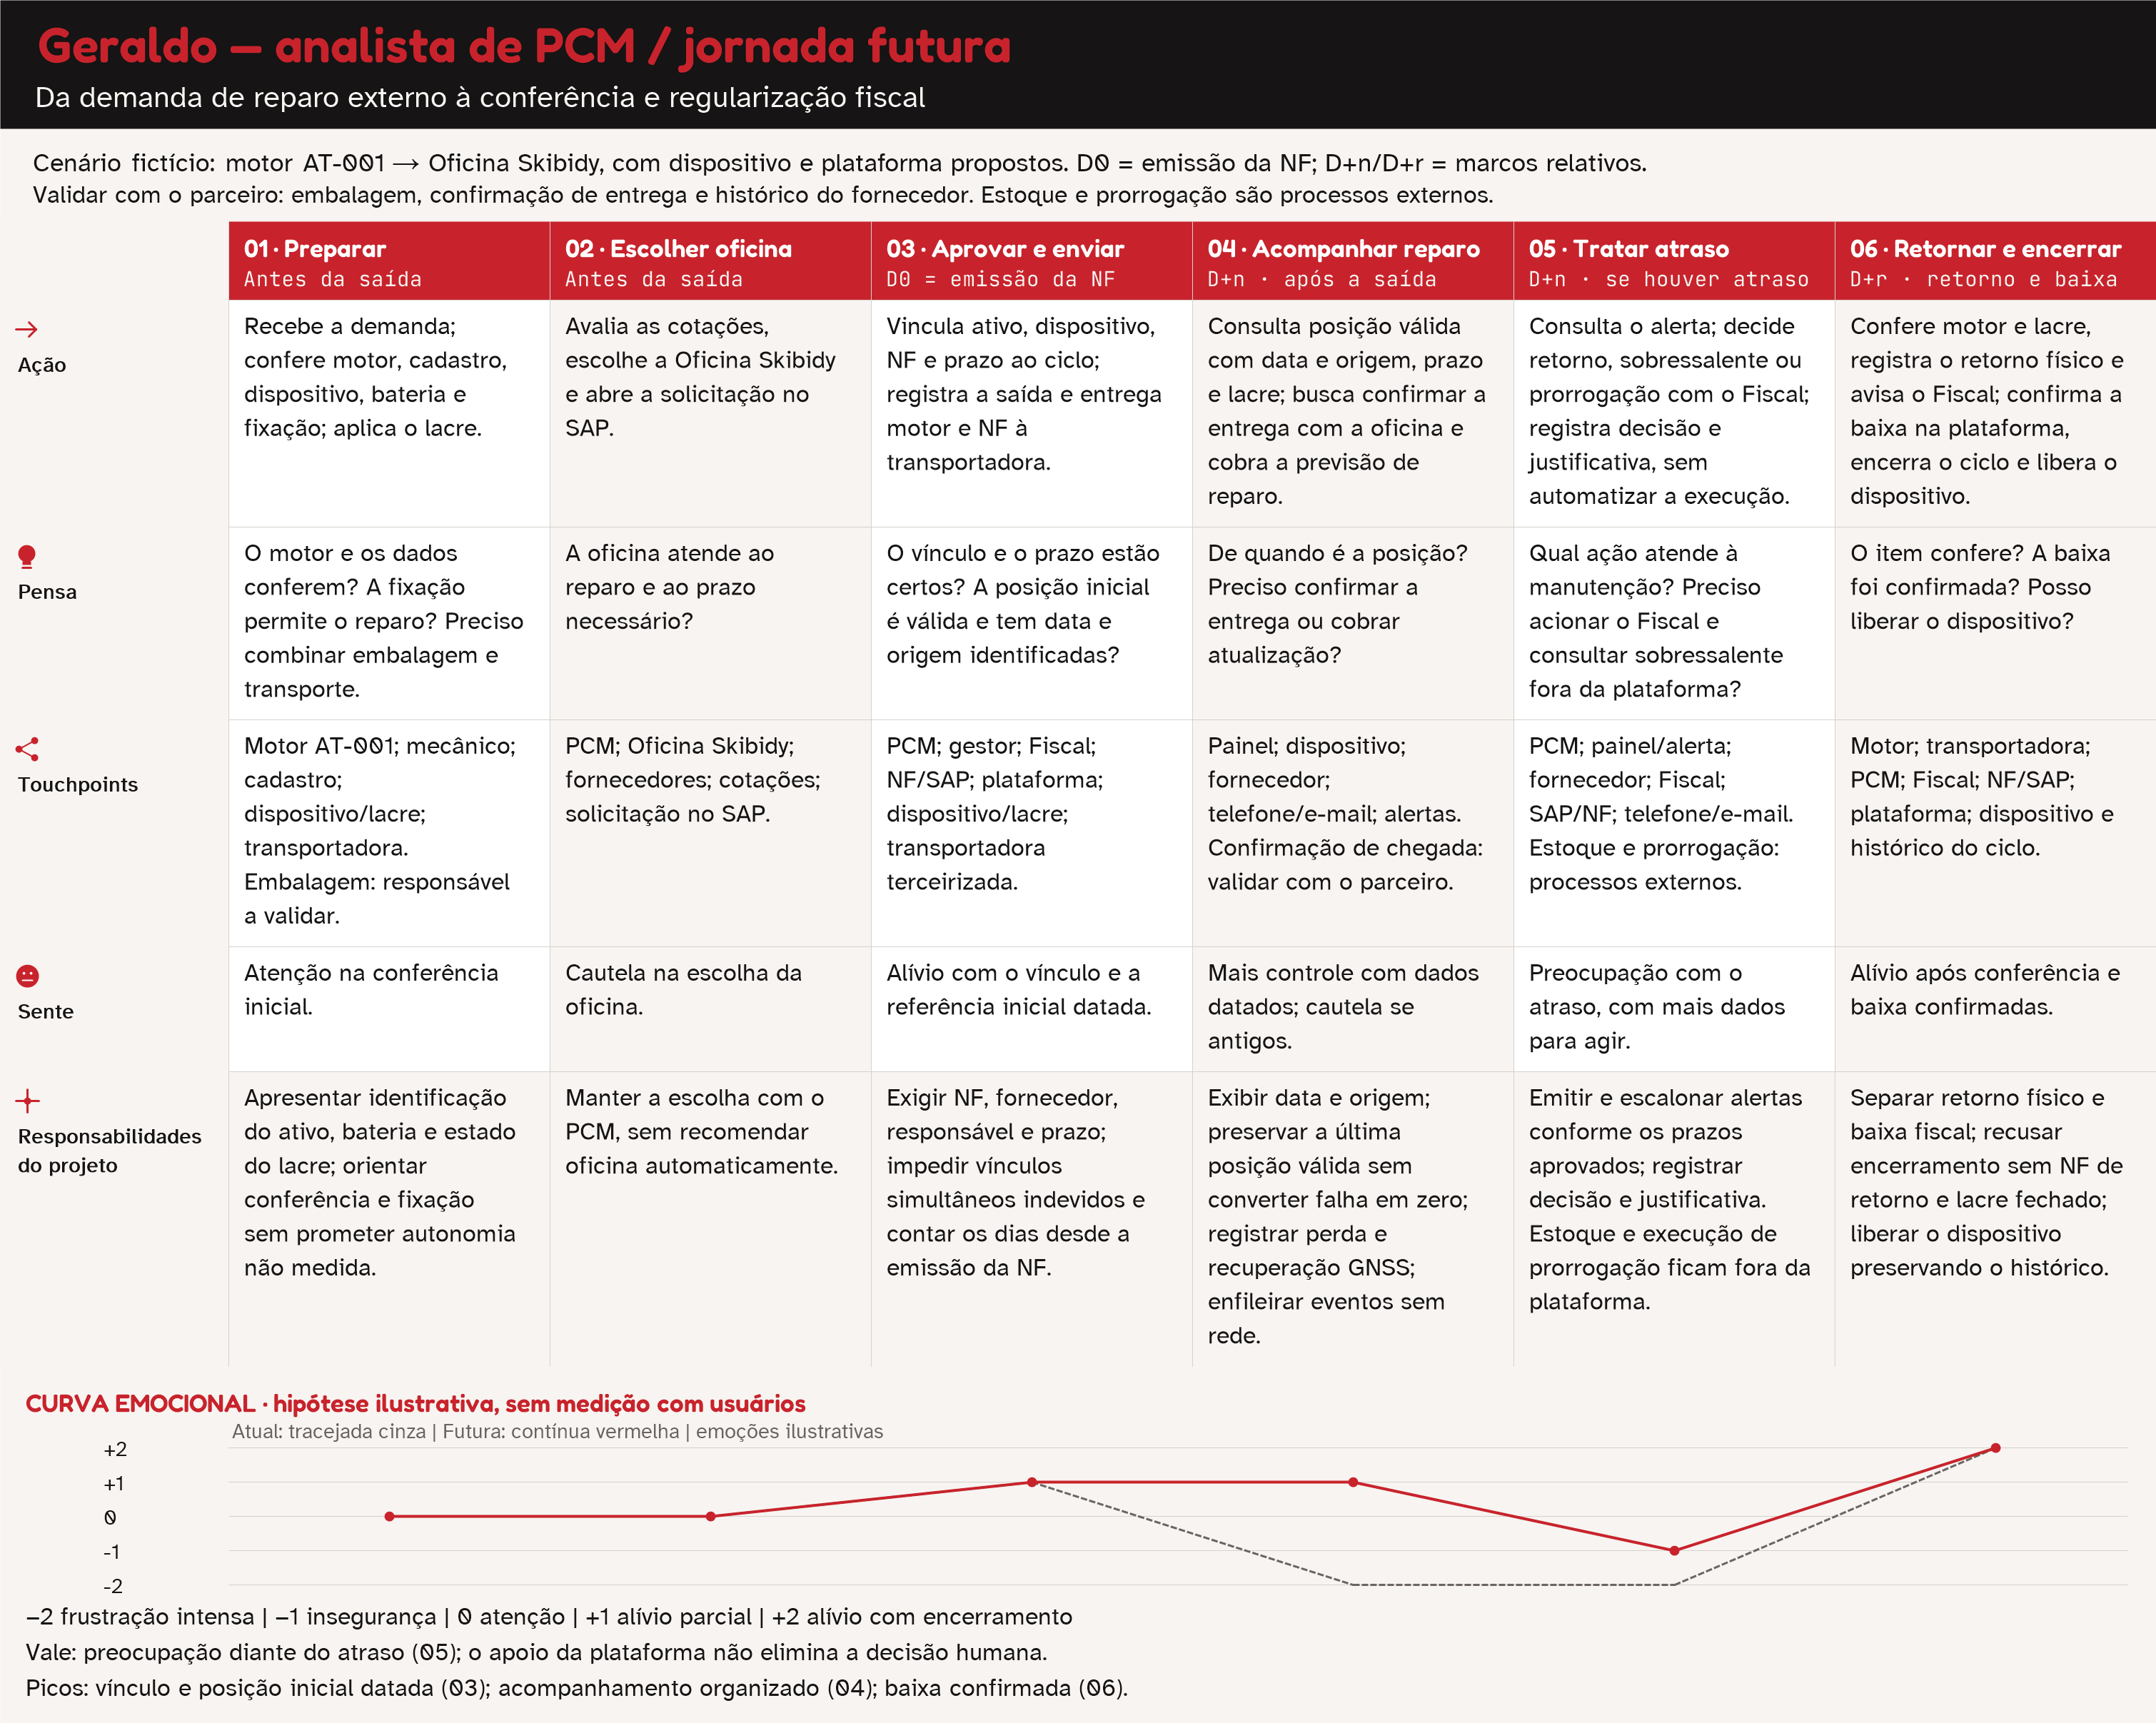 Geraldo — analista de PCM / jornada futura
Da demanda de reparo externo à conferência e regularização fiscal
Cenário fictício: motor AT-001 → Oficina Skibidy, com dispositivo e plataforma propostos. D0 = emissão da NF; D+n/D+r = marcos relativos.
Validar com o parceiro: embalagem, confirmação de entrega e histórico do fornecedor. Estoque e prorrogação são processos externos.
01 · Preparar
Antes da saída
02 · Escolher oficina
Antes da saída
03 · Aprovar e enviar
D0 = emissão da NF
04 · Acompanhar reparo
D+n · após a saída
05 · Tratar atraso
D+n · se houver atraso
06 · Retornar e encerrar
D+r · retorno e baixa
Ação
Recebe a demanda;
confere motor, cadastro,
dispositivo, bateria e
fixação; aplica o lacre.
Avalia as cotações,
escolhe a Oficina Skibidy
e abre a solicitação no
SAP.
Vincula ativo, dispositivo,
NF e prazo ao ciclo;
registra a saída e entrega
motor e NF à
transportadora.
Consulta posição válida
com data e origem, prazo
e lacre; busca confirmar a
entrega com a oficina e
cobra a previsão de
reparo.
Consulta o alerta; decide
retorno, sobressalente ou
prorrogação com o Fiscal;
registra decisão e
justificativa, sem
automatizar a execução.
Confere motor e lacre,
registra o retorno físico e
avisa o Fiscal; confirma a
baixa na plataforma,
encerra o ciclo e libera o
dispositivo.
Pensa
O motor e os dados
conferem? A fixação
permite o reparo? Preciso
combinar embalagem e
transporte.
A oficina atende ao
reparo e ao prazo
necessário?
O vínculo e o prazo estão
certos? A posição inicial
é válida e tem data e
origem identificadas?
De quando é a posição?
Preciso confirmar a
entrega ou cobrar
atualização?
Qual ação atende à
manutenção? Preciso
acionar o Fiscal e
consultar sobressalente
fora da plataforma?
O item confere? A baixa
foi confirmada? Posso
liberar o dispositivo?
Touchpoints
Motor AT-001; mecânico;
cadastro;
dispositivo/lacre;
transportadora.
Embalagem: responsável
a validar.
PCM; Oficina Skibidy;
fornecedores; cotações;
solicitação no SAP.
PCM; gestor; Fiscal;
NF/SAP; plataforma;
dispositivo/lacre;
transportadora
terceirizada.
Painel; dispositivo;
fornecedor;
telefone/e-mail; alertas.
Confirmação de chegada:
validar com o parceiro.
PCM; painel/alerta;
fornecedor; Fiscal;
SAP/NF; telefone/e-mail.
Estoque e prorrogação:
processos externos.
Motor; transportadora;
PCM; Fiscal; NF/SAP;
plataforma; dispositivo e
histórico do ciclo.
Sente
Atenção na conferência
inicial.
Cautela na escolha da
oficina.
Alívio com o vínculo e a
referência inicial datada.
Mais controle com dados
datados; cautela se
antigos.
Preocupação com o
atraso, com mais dados
para agir.
Alívio após conferência e
baixa confirmadas.
Responsabilidades
do projeto
Apresentar identificação
do ativo, bateria e estado
do lacre; orientar
conferência e fixação
sem prometer autonomia
não medida.
Manter a escolha com o
PCM, sem recomendar
oficina automaticamente.
Exigir NF, fornecedor,
responsável e prazo;
impedir vínculos
simultâneos indevidos e
contar os dias desde a
emissão da NF.
Exibir data e origem;
preservar a última
posição válida sem
converter falha em zero;
registrar perda e
recuperação GNSS;
enfileirar eventos sem
rede.
Emitir e escalonar alertas
conforme os prazos
aprovados; registrar
decisão e justificativa.
Estoque e execução de
prorrogação ficam fora da
plataforma.
Separar retorno físico e
baixa fiscal; recusar
encerramento sem NF de
retorno e lacre fechado;
liberar o dispositivo
preservando o histórico.
CURVA EMOCIONAL · hipótese ilustrativa, sem medição com usuários
Atual: tracejada cinza | Futura: contínua vermelha | emoções ilustrativas
+2
+1
0
-1
-2
−2 frustração intensa | −1 insegurança | 0 atenção | +1 alívio parcial | +2 alívio com encerramento
Vale: preocupação diante do atraso (05); o apoio da plataforma não elimina a decisão humana.
Picos: vínculo e posição inicial datada (03); acompanhamento organizado (04); baixa confirmada (06).